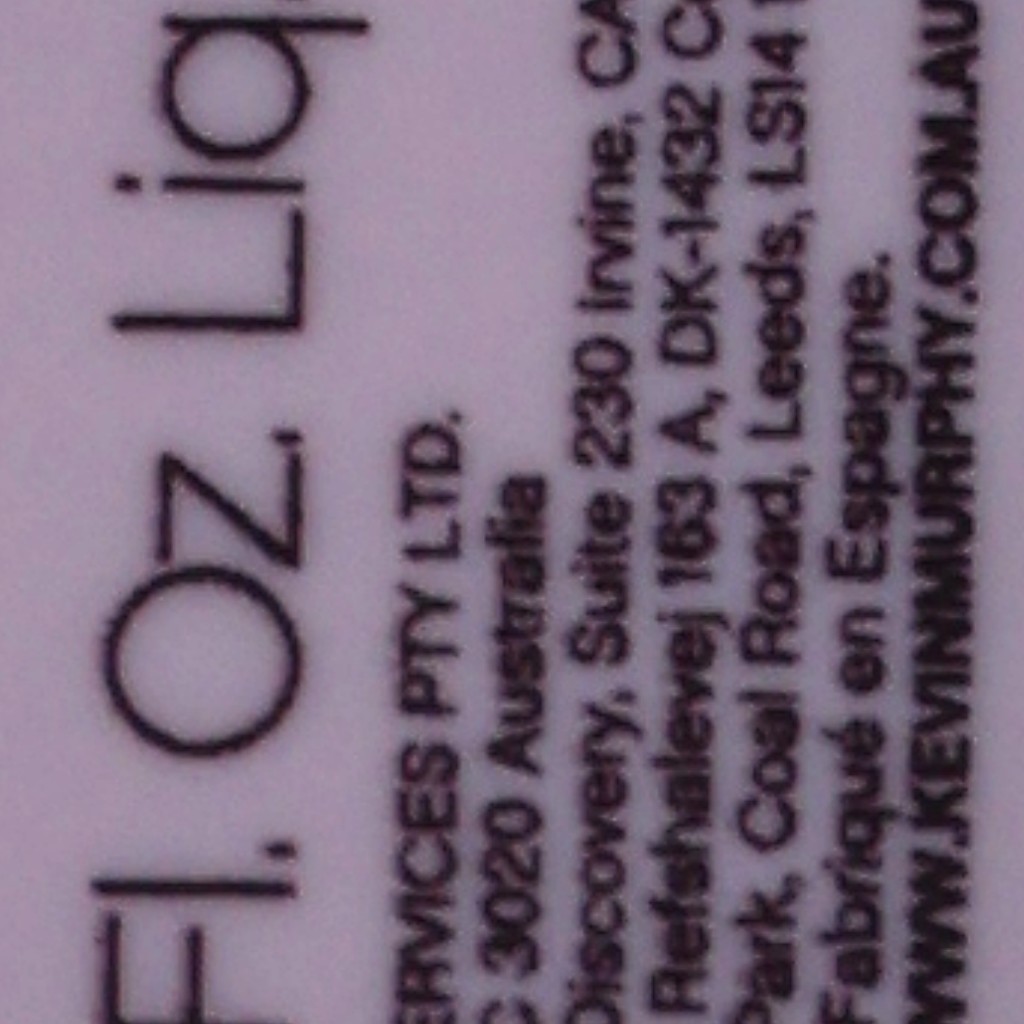 Fl. Oz. Liq
ERVICES PTY LTD.
C 3020 Australia
Discovery, Suite 230 Irvine, CA
Refshalevej 163 A, DK-1432 C
Park, Coal Road, Leeds, LS14
Fabriqué en Espagne.
WWW.KEVINMURPHY.COM.AU